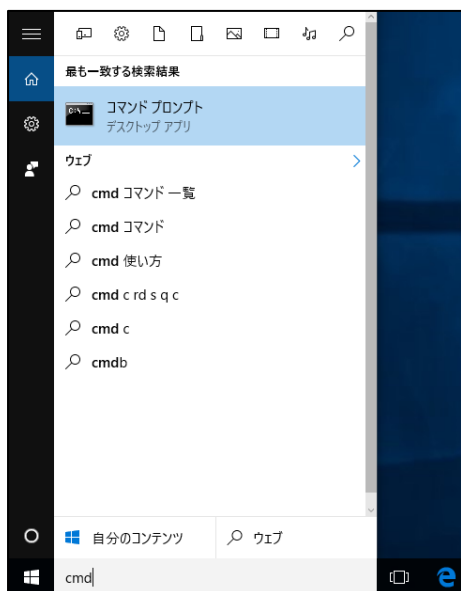 最も一致する検索結果
C:\_
コマンド プロンプト
デスクトップ アプリ
ウェブ
cmd コマンド 一覧
cmd コマンド
cmd 使い方
cmd c rd s q c
cmd c
cmdb
自分のコンテンツ
ウェブ
cmd